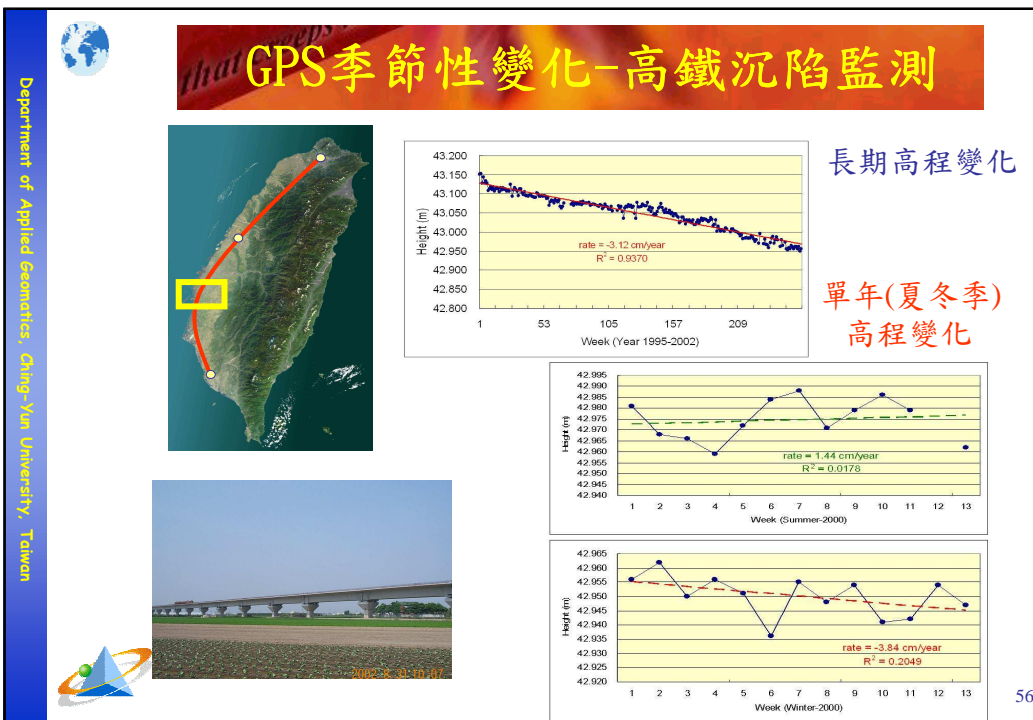 GPS季節性變化-高鐵沉陷監測
that creeps
Department of Applied Geomatics, Ching-Yun University, Taiwan
長期高程變化
43.200
43.150
43.100
43.050
43.000
42.950
42.900
42.850
42.800
Height (m)
rate = -3.12 cm/year
R² = 0.9370
1 53 105 157 209
Week (Year 1995-2002)
單年(夏冬季)
高程變化
42.995
42.990
42.985
42.980
42.975
42.970
42.965
42.960
42.955
42.950
42.945
42.940
Height (m)
rate = 1.44 cm/year
R² = 0.0178
1 2 3 4 5 6 7 8 9 10 11 12 13
Week (Summer-2000)
42.965
42.960
42.955
42.950
42.945
42.940
42.935
42.930
42.925
42.920
Height (m)
rate = -3.84 cm/year
R² = 0.2049
1 2 3 4 5 6 7 8 9 10 11 12 13
Week (Winter-2000)
2002 8 31 10:07
56